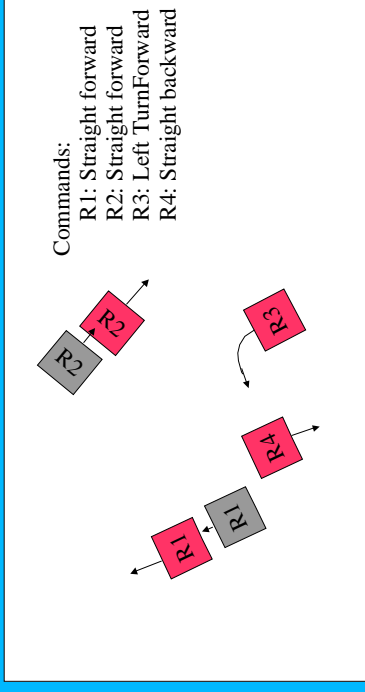 Commands:
R1: Straight forward
R2: Straight forward
R3: Left TurnForward
R4: Straight backward
R2
R2
R3
R4
R1
R1